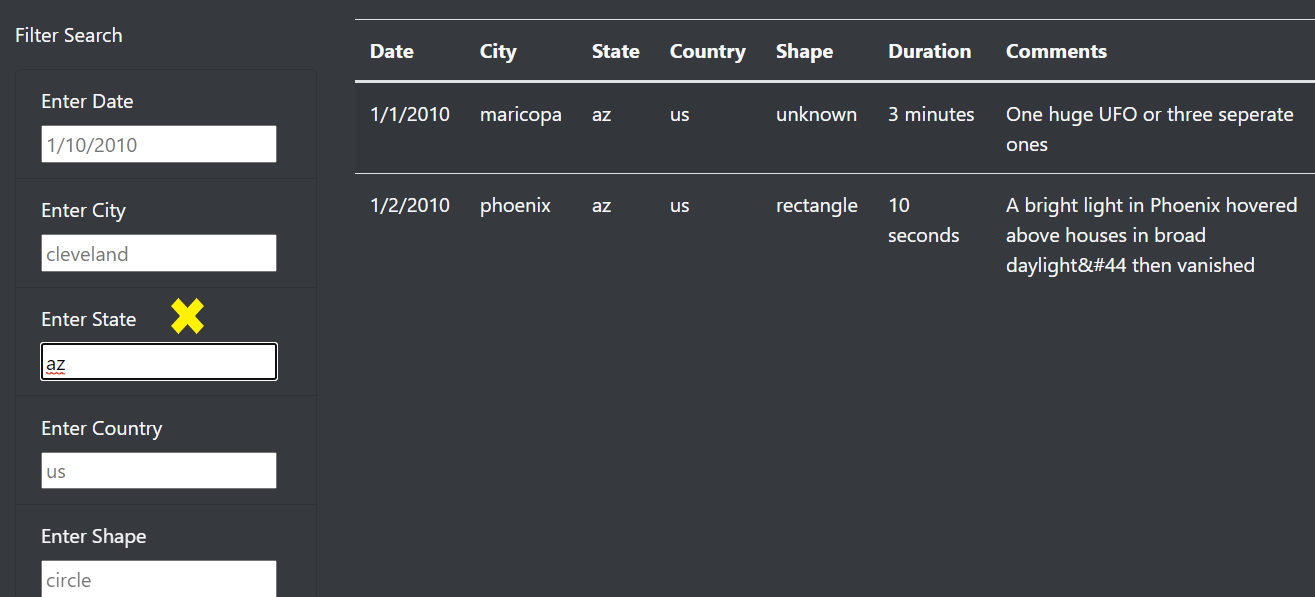 Filter Search
Enter Date
1/10/2010
Enter City
cleveland
Enter State
az
Enter Country
us
Enter Shape
circle
Date City State Country Shape Duration Comments
1/1/2010 maricopa az us unknown 3 minutes One huge UFO or three seperate
ones
1/2/2010 phoenix az us rectangle 10 A bright light in Phoenix hovered
seconds above houses in broad
daylight&#44 then vanished